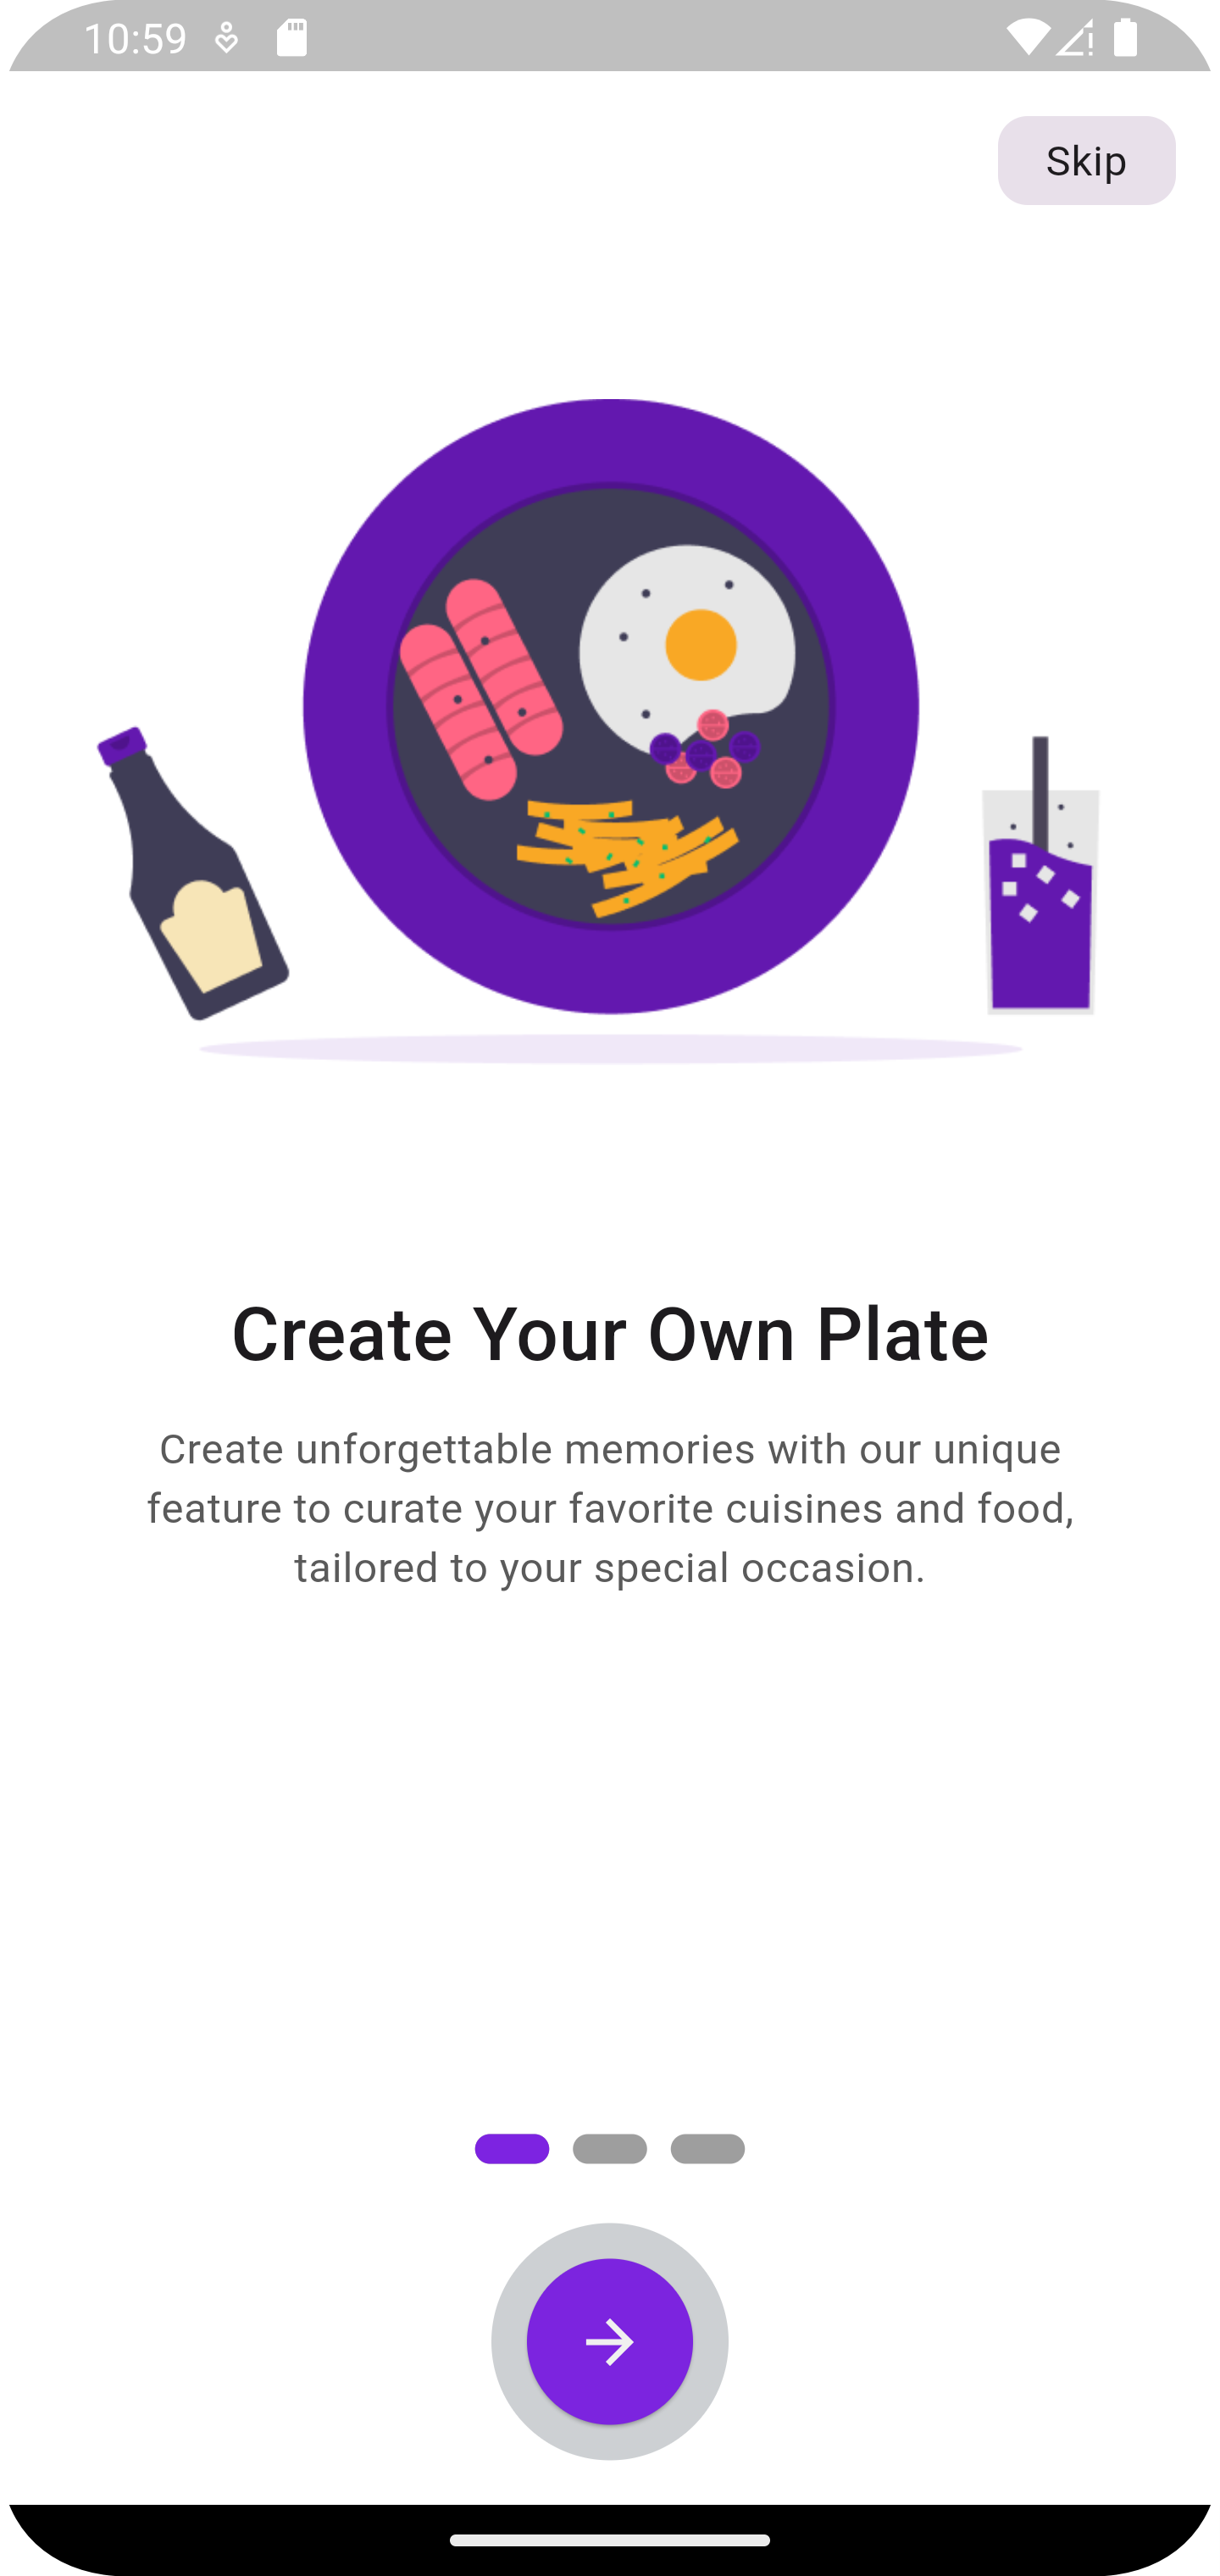 10:59
Skip
Create Your Own Plate
Create unforgettable memories with our unique
feature to curate your favorite cuisines and food,
tailored to your special occasion.